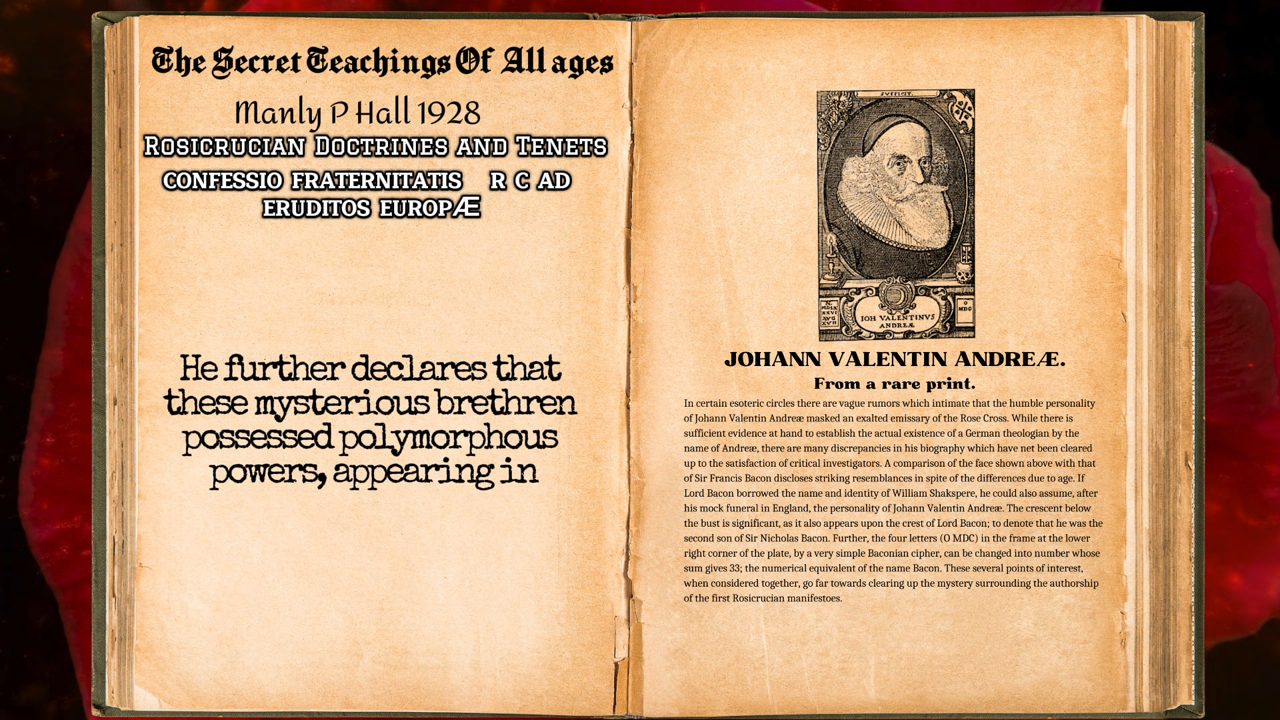 The Secret Teachings Of All ages
Manly P Hall 1928
Rosicrucian Doctrines and Tenets
CONFESSIO FRATERNITATIS R C AD
ERUDITOS EUROPÆ
He further declares that
these mysterious brethren
possessed polymorphous
powers, appearing in
IOH VALENTINVS
ANDREÆ
O
MDC
JOHANN VALENTIN ANDREÆ.
From a rare print.
In certain esoteric circles there are vague rumors which intimate that the humble personality
of Johann Valentin Andreæ masked an exalted emissary of the Rose Cross. While there is
sufficient evidence at hand to establish the actual existence of a German theologian by the
name of Andreæ, there are many discrepancies in his biography which have not been cleared
up to the satisfaction of critical investigators. A comparison of the face shown above with that
of Sir Francis Bacon discloses striking resemblances in spite of the differences due to age. If
Lord Bacon borrowed the name and identity of William Shakspere, he could also assume, after
his mock funeral in England, the personality of Johann Valentin Andreæ. The crescent below
the bust is significant, as it also appears upon the crest of Lord Bacon; to denote that he was the
second son of Sir Nicholas Bacon. Further, the four letters (O MDC) in the frame at the lower
right corner of the plate, by a very simple Baconian cipher, can be changed into number whose
sum gives 33; the numerical equivalent of the name Bacon. These several points of interest,
when considered together, go far towards clearing up the mystery surrounding the authorship
of the first Rosicrucian manifestoes.